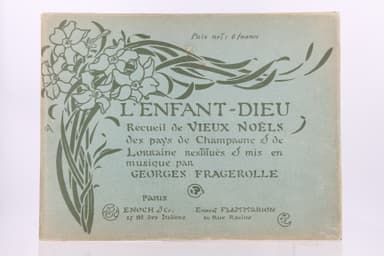 Prix net: 6 francs
L'ENFANT-DIEU
Recueil de VIEUX NOËLS
des pays de Champagne & de
Lorraine restitués & mis en
musique par
GEORGES FRAGEROLLE
PARIS
ENOCH & Cie. Ernest FLAMMARION
27 Bd des Italiens 26 Rue Racine